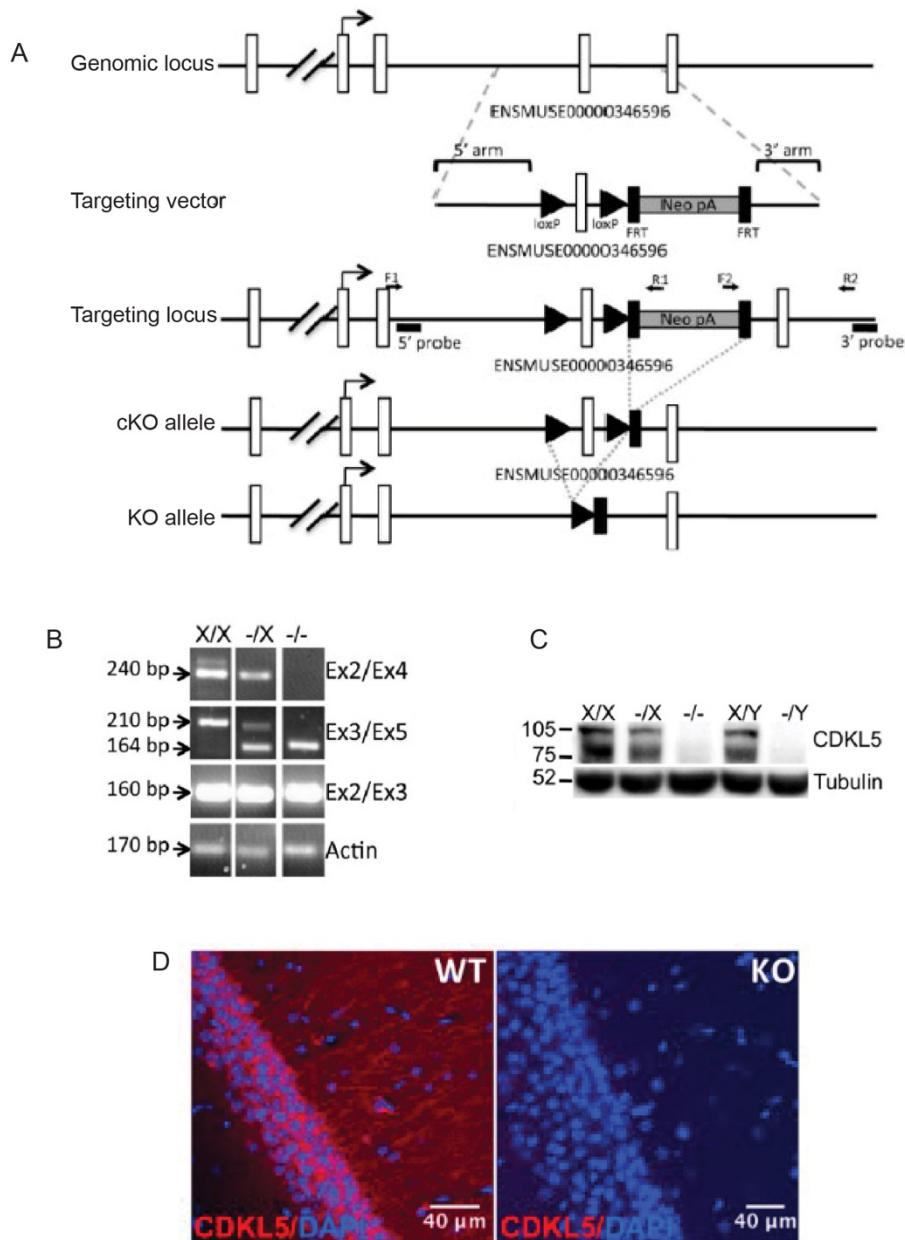 A
Genomic locus
ENSMUSE00000346596
5' arm
3' arm
Targeting vector
loxP
loxP
FRT
Neo pA
FRT
ENSMUSE00000346596
Targeting locus
F1
R1
F2
R2
5' probe
Neo pA
3' probe
ENSMUSE00000346596
cKO allele
ENSMUSE00000346596
KO allele
B
X/X -/X -/-
240 bp Ex2/Ex4
210 bp
Ex3/Ex5
164 bp
160 bp Ex2/Ex3
170 bp Actin
C
X/X -/X -/- X/Y -/Y
105
CDKL5
75
52
Tubulin
D
WT
KO
CDKL5/DAPI
40 µm
CDKL5/DAPI
40 µm